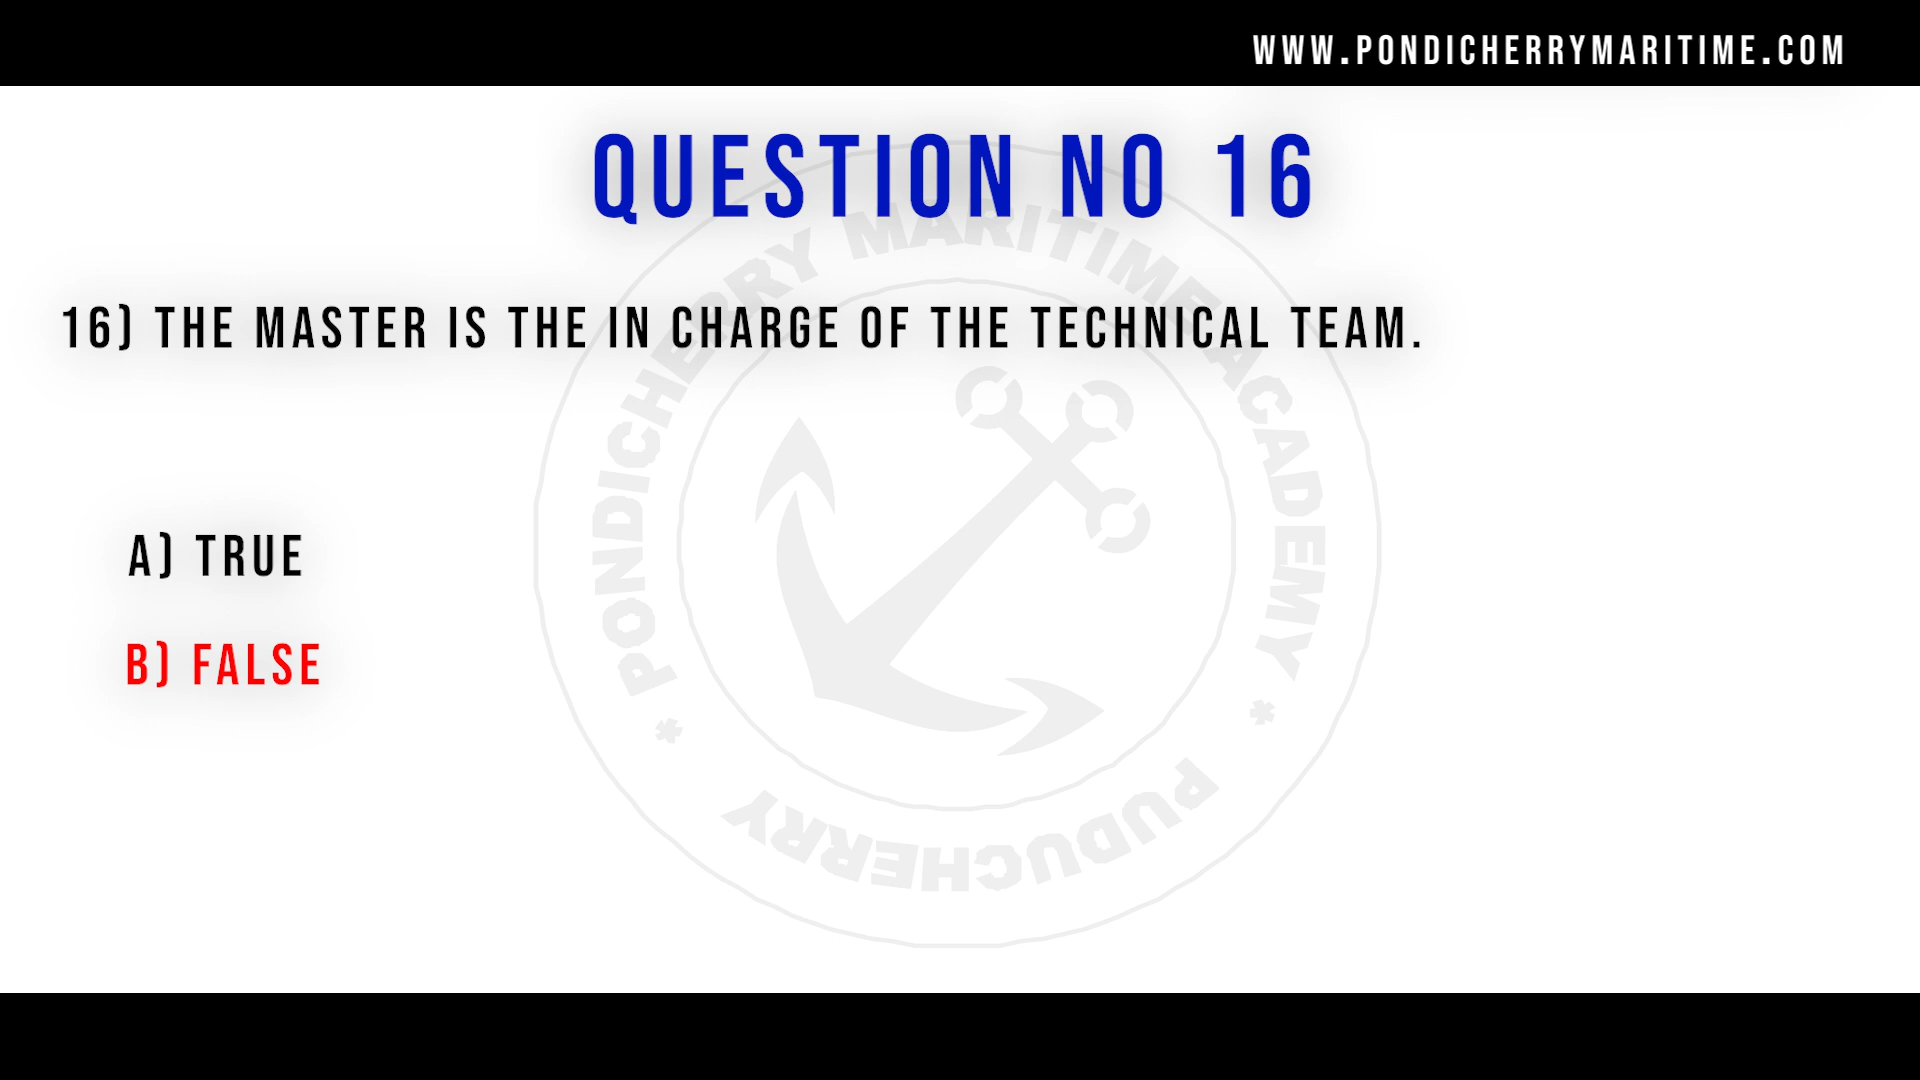 WWW.PONDICHERRYMARITIME.COM
QUESTION NO 16
16) THE MASTER IS THE IN CHARGE OF THE TECHNICAL TEAM.
A) TRUE
B) FALSE
* PONDICHERRY MARITIME ACADEMY *
PUDUCHERRY